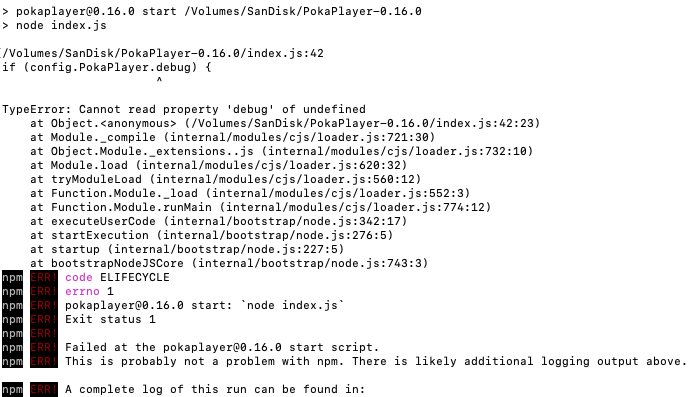 > pokaplayer@0.16.0 start /Volumes/SanDisk/PokaPlayer-0.16.0
> node index.js
/Volumes/SanDisk/PokaPlayer-0.16.0/index.js:42
if (config.PokaPlayer.debug) {
^
TypeError: Cannot read property 'debug' of undefined
at Object.<anonymous> (/Volumes/SanDisk/PokaPlayer-0.16.0/index.js:42:23)
at Module._compile (internal/modules/cjs/loader.js:721:30)
at Object.Module._extensions..js (internal/modules/cjs/loader.js:732:10)
at Module.load (internal/modules/cjs/loader.js:620:32)
at tryModuleLoad (internal/modules/cjs/loader.js:560:12)
at Function.Module._load (internal/modules/cjs/loader.js:552:3)
at Function.Module.runMain (internal/modules/cjs/loader.js:774:12)
at executeUserCode (internal/bootstrap/node.js:342:17)
at startExecution (internal/bootstrap/node.js:276:5)
at startup (internal/bootstrap/node.js:227:5)
at bootstrapNodeJSCore (internal/bootstrap/node.js:743:3)
npm ERR! code ELIFECYCLE
npm ERR! errno 1
npm ERR! pokaplayer@0.16.0 start: `node index.js`
npm ERR! Exit status 1
npm ERR!
npm ERR! Failed at the pokaplayer@0.16.0 start script.
npm ERR! This is probably not a problem with npm. There is likely additional logging output above.
npm ERR! A complete log of this run can be found in: